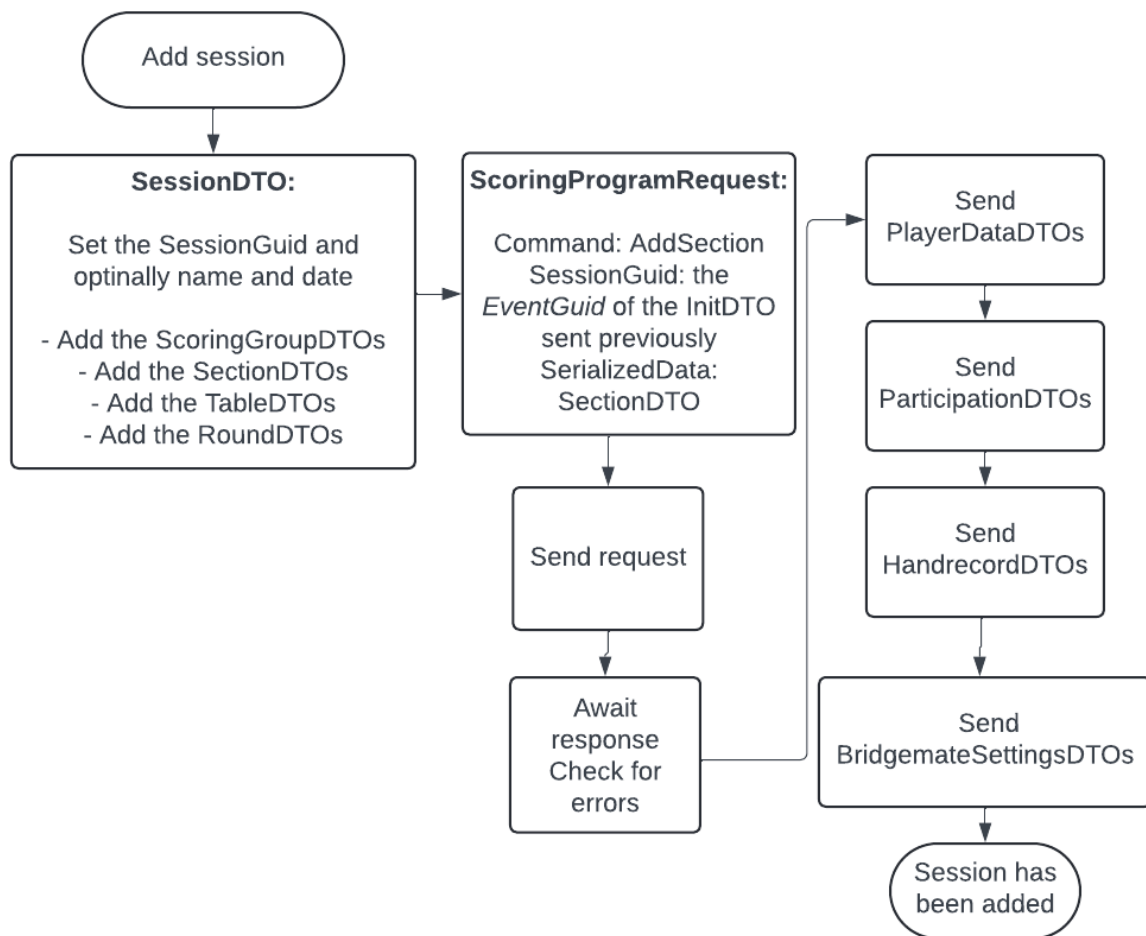 Add session
SessionDTO:
Set the SessionGuid and
optinally name and date
- Add the ScoringGroupDTOs
- Add the SectionDTOs
- Add the TableDTOs
- Add the RoundDTOs
ScoringProgramRequest:
Command: AddSection
SessionGuid: the
EventGuid of the InitDTO
sent previously
SerializedData:
SectionDTO
Send request
Await
response
Check for
errors
Send
PlayerDataDTOs
Send
ParticipationDTOs
Send
HandrecordDTOs
Send
BridgemateSettingsDTOs
Session has
been added